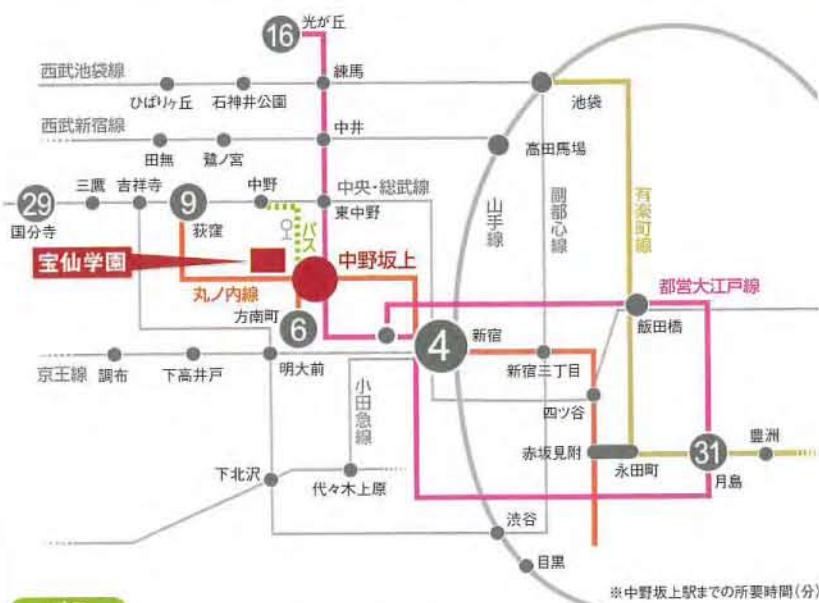 16
光が丘
西武池袋線
ひばりヶ丘
石神井公園
練馬
池袋
西武新宿線
田無
鷺ノ宮
中井
高田馬場
29
国分寺
三鷹
吉祥寺
9
荻窪
中野
中央・総武線
東中野
バス
山手線
副都心線
有楽町線
宝仙学園
中野坂上
丸ノ内線
都営大江戸線
方南町
6
4
新宿
飯田橋
京王線
調布
下高井戸
明大前
新宿三丁目
小田急線
四ツ谷
赤坂見附
永田町
31
月島
豊洲
下北沢
代々木上原
渋谷
目黒
※中野坂上駅までの所要時間(分)